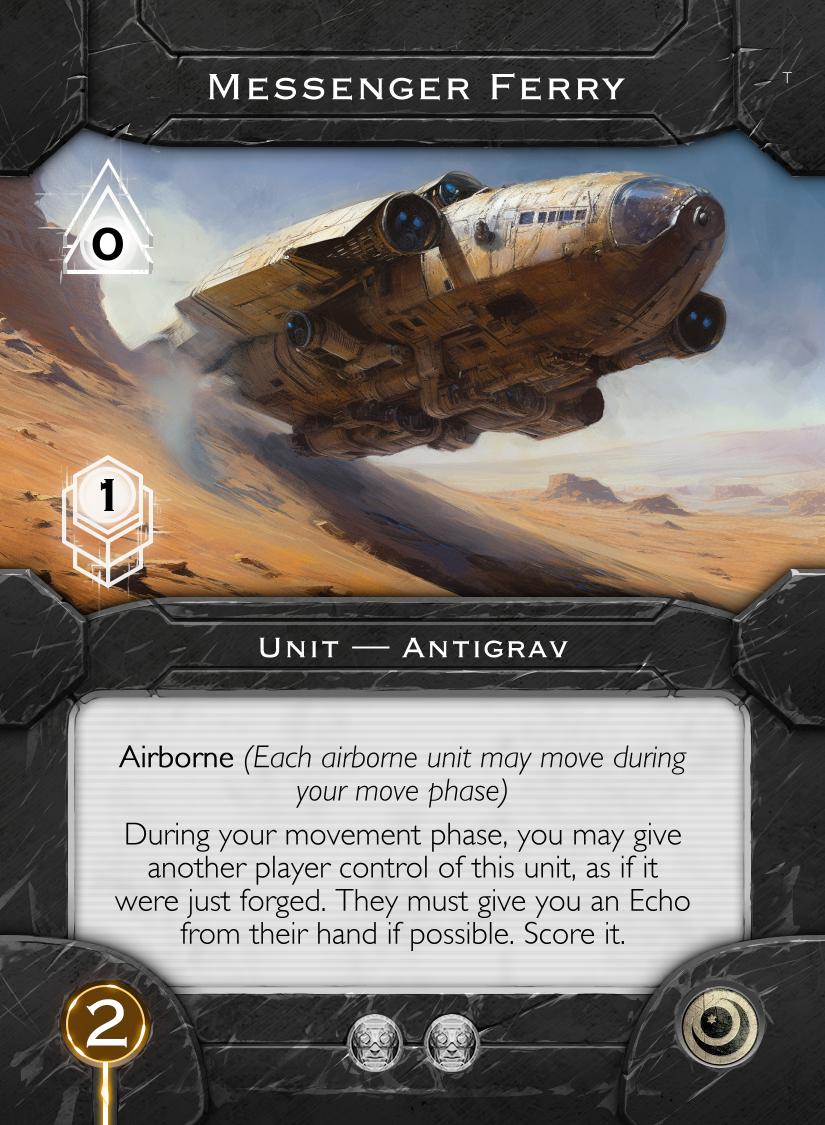 Messenger Ferry
T
0
1
Unit — Antigrav
Airborne (Each airborne unit may move during
your move phase)
During your movement phase, you may give
another player control of this unit, as if it
were just forged. They must give you an Echo
from their hand if possible. Score it.
2